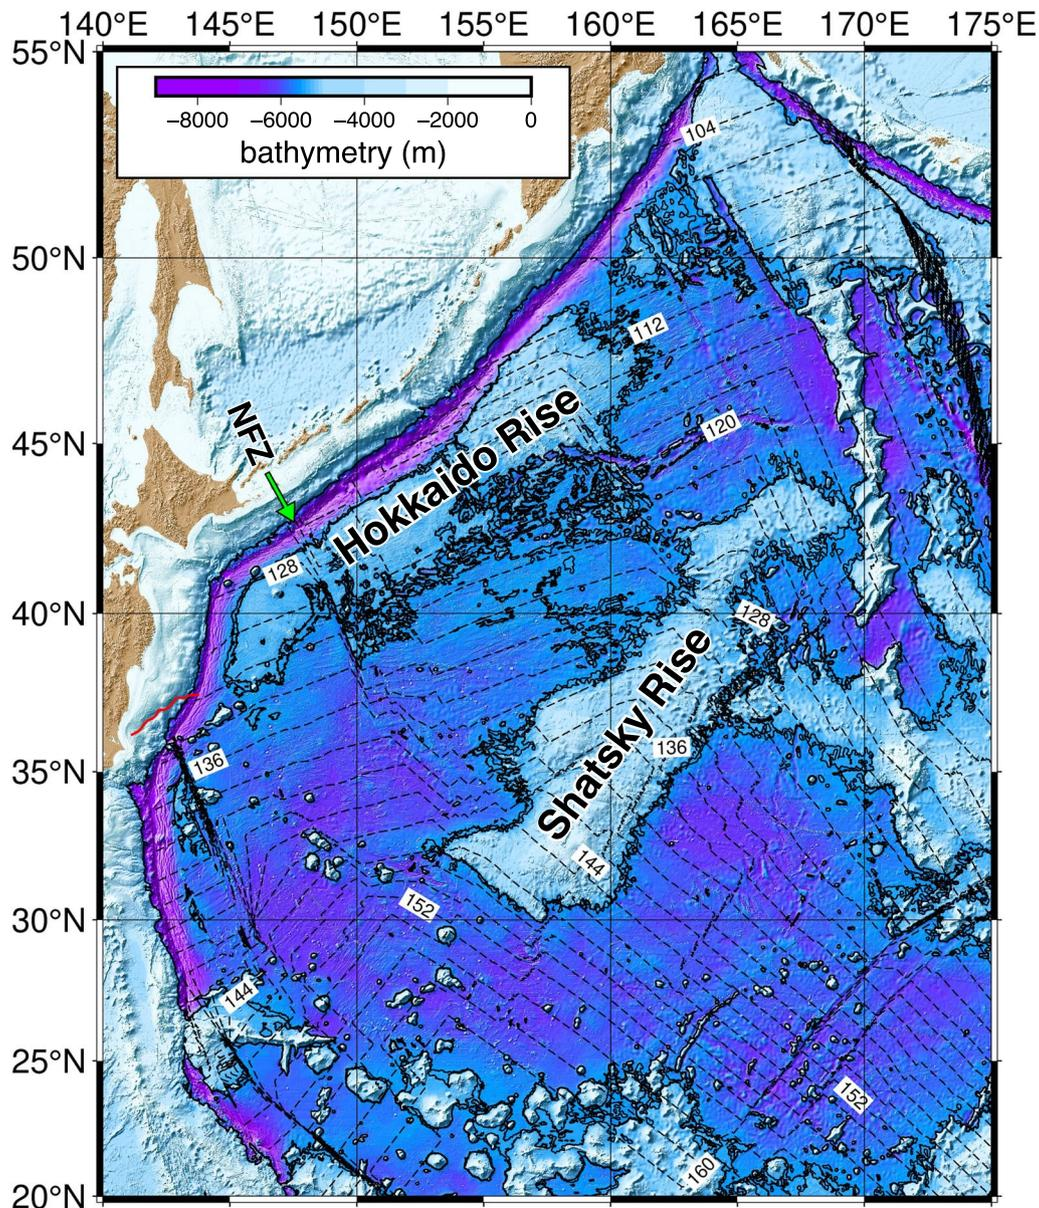 140°E 145°E 150°E 155°E 160°E 165°E 170°E 175°E
55°N
−8000 −6000 −4000 −2000 0
bathymetry (m)
104
50°N
112
NFZ
Hokkaido Rise
120
45°N
128
40°N
128
Shatsky Rise
136
136
35°N
144
152
30°N
144
25°N
152
160
20°N